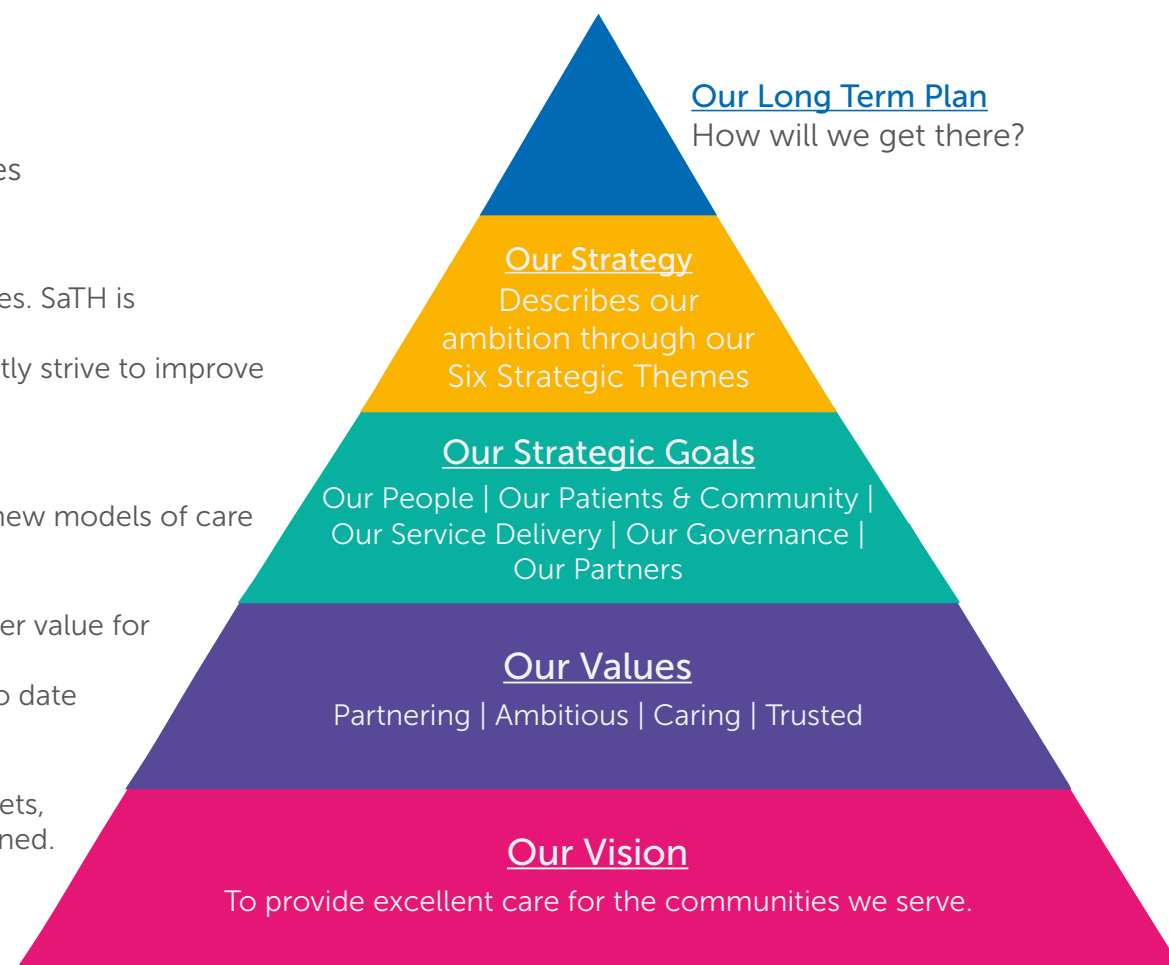 Our Long Term Plan
How will we get there?
es
es. SaTH is
tly strive to improve
new models of care
er value for
o date
ets,
ned.
Our Strategy
Describes our
ambition through our
Six Strategic Themes
Our Strategic Goals
Our People | Our Patients & Community |
Our Service Delivery | Our Governance |
Our Partners
Our Values
Partnering | Ambitious | Caring | Trusted
Our Vision
To provide excellent care for the communities we serve.